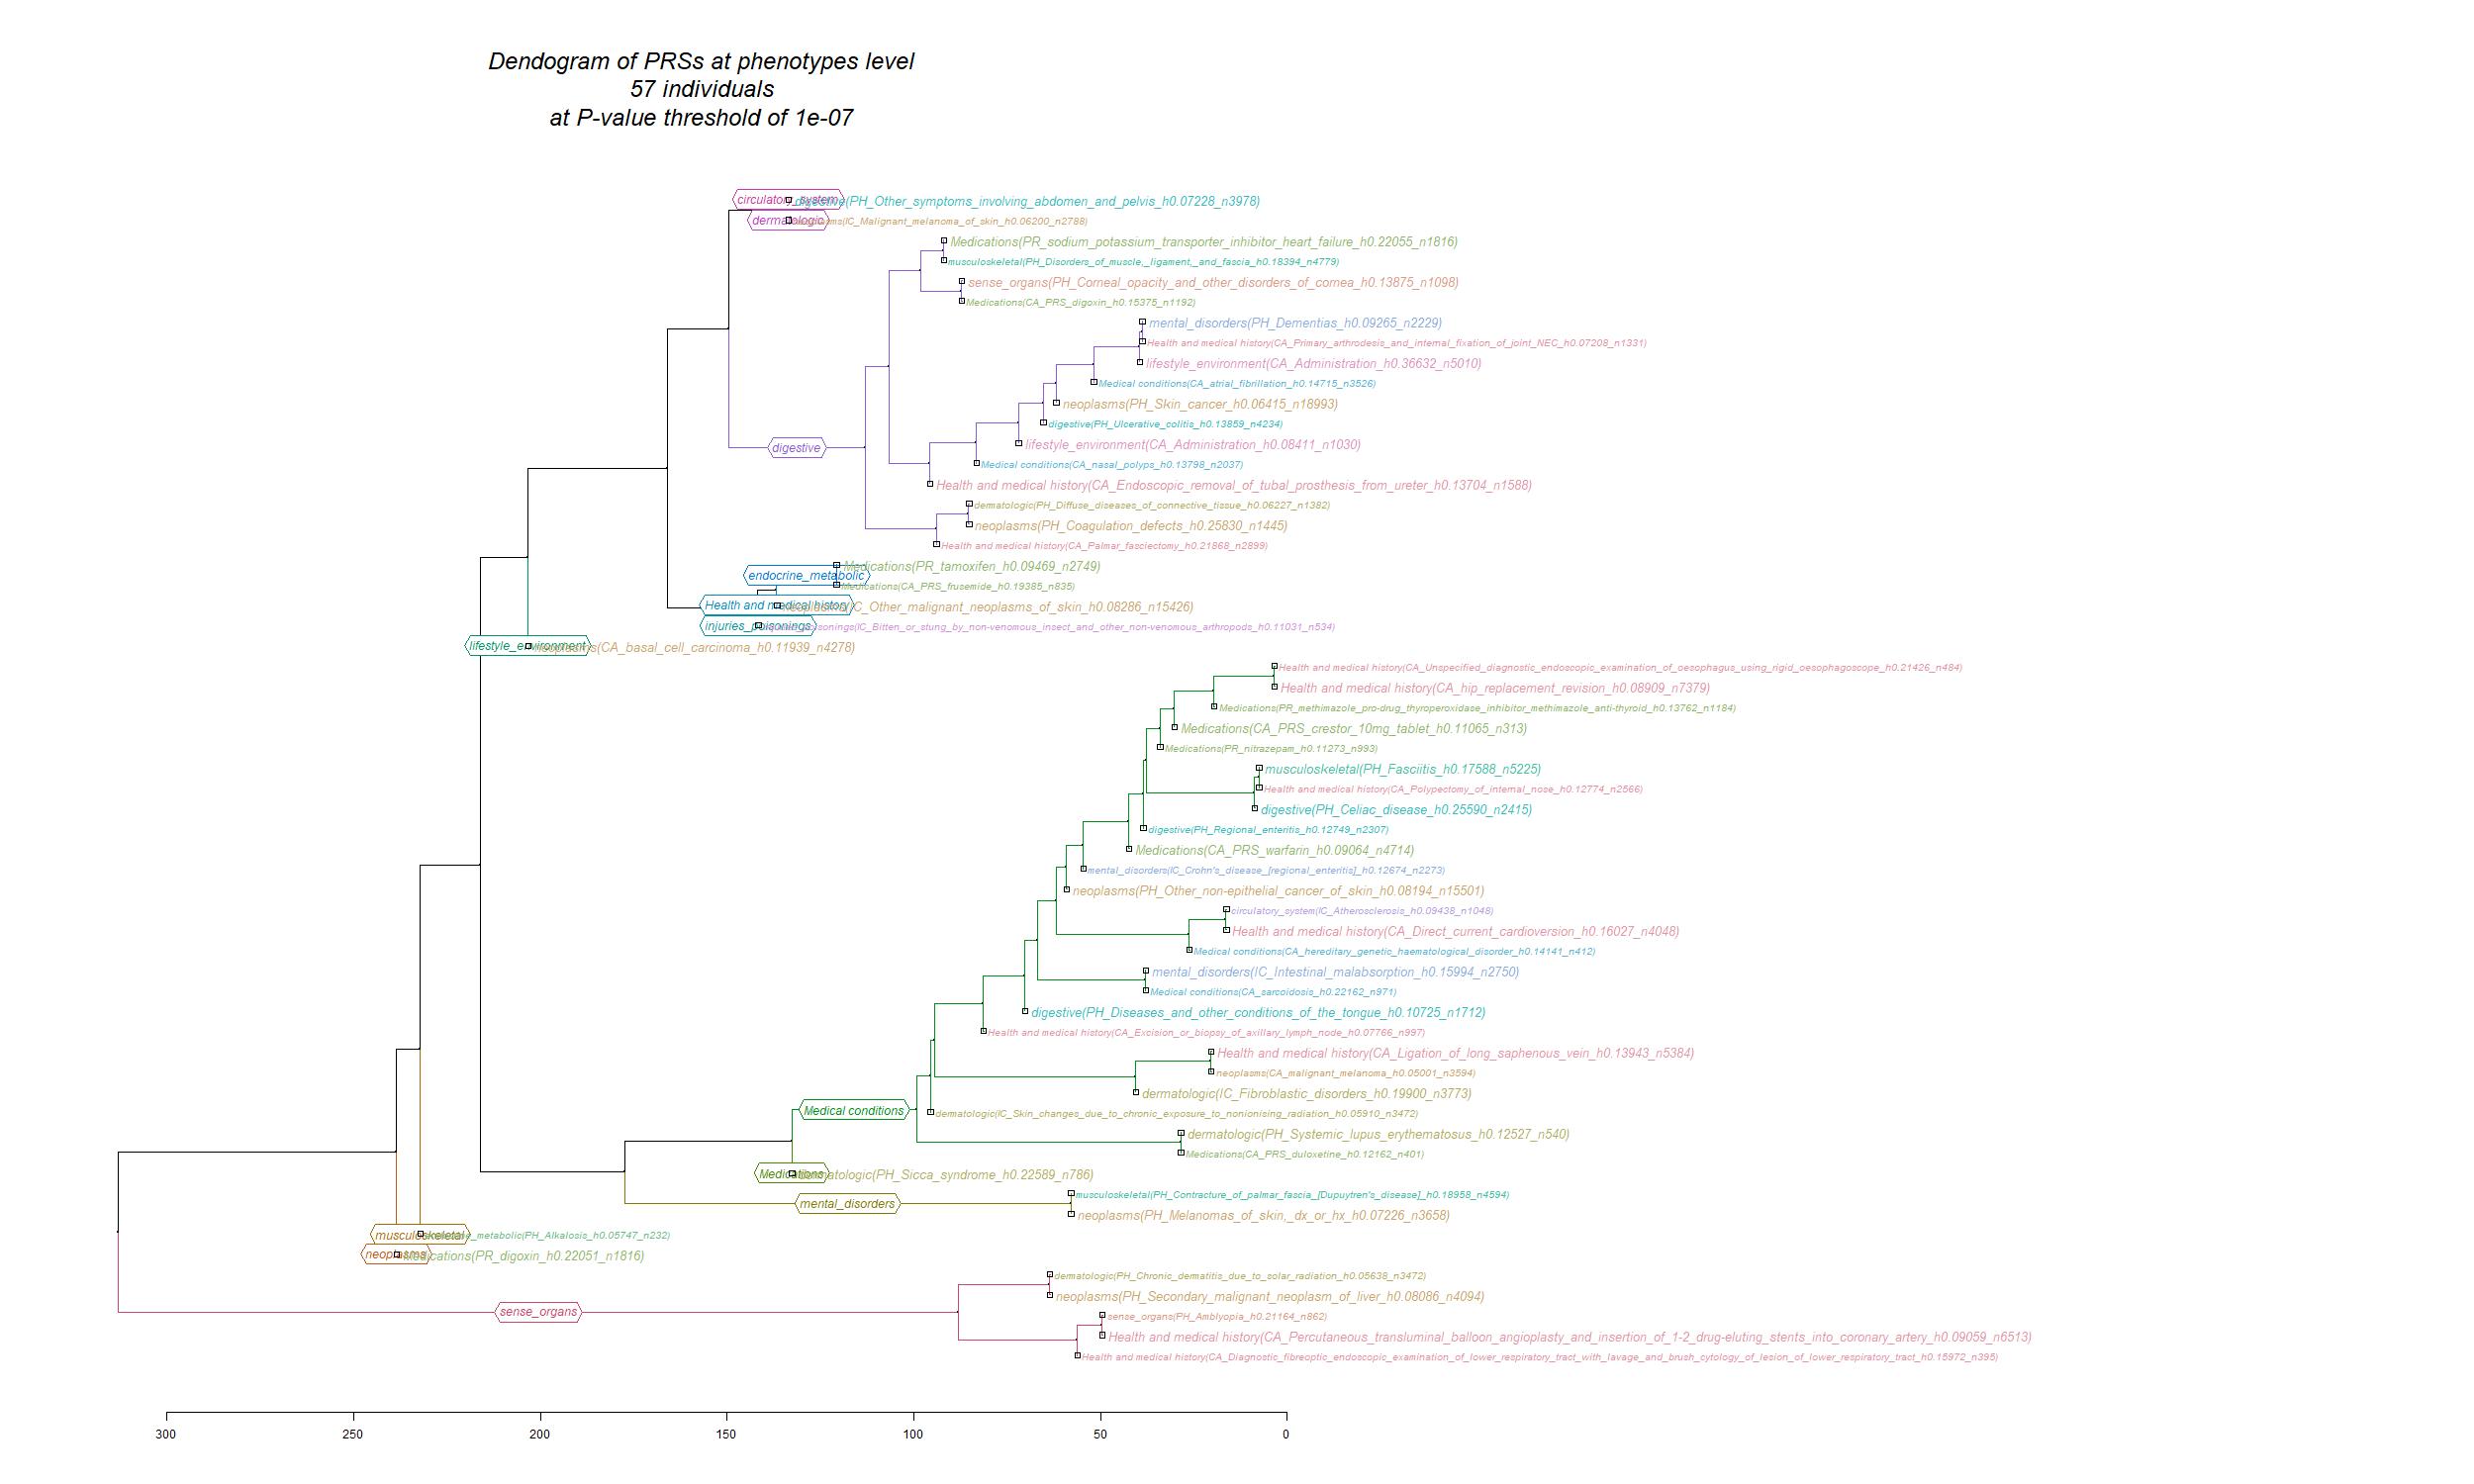 Dendogram of PRSs at phenotypes level
57 individuals
at P-value threshold of 1e-07
circulatory_system
digestive(PH_Other_symptoms_involving_abdomen_and_pelvis_h0.07228_n3978)
dermatologic
neoplasms(IC_Malignant_melanoma_of_skin_h0.06200_n2788)
Medications(PR_sodium_potassium_transporter_inhibitor_heart_failure_h0.22055_n1816)
musculoskeletal(PH_Disorders_of_muscle,_ligament,_and_fascia_h0.18394_n4779)
sense_organs(PH_Corneal_opacity_and_other_disorders_of_cornea_h0.13875_n1098)
Medications(CA_PRS_digoxin_h0.15375_n1192)
mental_disorders(PH_Dementias_h0.09265_n2229)
Health and medical history(CA_Primary_arthrodesis_and_internal_fixation_of_joint_NEC_h0.07208_n1331)
lifestyle_environment(CA_Administration_h0.36632_n5010)
Medical conditions(CA_atrial_fibrillation_h0.14715_n3526)
neoplasms(PH_Skin_cancer_h0.06415_n18993)
digestive(PH_Ulcerative_colitis_h0.13859_n4234)
lifestyle_environment(CA_Administration_h0.08411_n1030)
digestive
Medical conditions(CA_nasal_polyps_h0.13798_n2037)
Health and medical history(CA_Endoscopic_removal_of_tubal_prosthesis_from_ureter_h0.13704_n1588)
dermatologic(PH_Diffuse_diseases_of_connective_tissue_h0.06227_n1382)
neoplasms(PH_Coagulation_defects_h0.25830_n1445)
Health and medical history(CA_Palmar_fasciectomy_h0.21868_n2899)
Medications(PR_tamoxifen_h0.09469_n2749)
endocrine_metabolic
Medications(CA_PRS_frusemide_h0.19385_n835)
Health and medical history
neoplasms(IC_Other_malignant_neoplasms_of_skin_h0.08286_n15426)
injuries_poisonings
injuries_poisonings(IC_Bitten_or_stung_by_non-venomous_insect_and_other_non-venomous_arthropods_h0.11031_n534)
lifestyle_environment
neoplasms(CA_basal_cell_carcinoma_h0.11939_n4278)
Health and medical history(CA_Unspecified_diagnostic_endoscopic_examination_of_oesophagus_using_rigid_oesophagoscope_h0.21426_n484)
Health and medical history(CA_hip_replacement_revision_h0.08909_n7379)
Medications(PR_methimazole_pro-drug_thyroperoxidase_inhibitor_methimazole_anti-thyroid_h0.13762_n1184)
Medications(CA_PRS_crestor_10mg_tablet_h0.11065_n313)
Medications(PR_nitrazepam_h0.11273_n993)
musculoskeletal(PH_Fasciitis_h0.17588_n5225)
Health and medical history(CA_Polypectomy_of_internal_nose_h0.12774_n2566)
digestive(PH_Celiac_disease_h0.25590_n2415)
digestive(PH_Regional_enteritis_h0.12749_n2307)
Medications(CA_PRS_warfarin_h0.09064_n4714)
mental_disorders(IC_Crohn's_disease_[regional_enteritis]_h0.12674_n2273)
neoplasms(PH_Other_non-epithelial_cancer_of_skin_h0.08194_n15501)
circulatory_system(IC_Atherosclerosis_h0.09438_n1048)
Health and medical history(CA_Direct_current_cardioversion_h0.16027_n4048)
Medical conditions(CA_hereditary_genetic_haematological_disorder_h0.14141_n412)
mental_disorders(IC_Intestinal_malabsorption_h0.15994_n2750)
Medical conditions(CA_sarcoidosis_h0.22162_n971)
digestive(PH_Diseases_and_other_conditions_of_the_tongue_h0.10725_n1712)
Health and medical history(CA_Excision_or_biopsy_of_axillary_lymph_node_h0.07766_n997)
Health and medical history(CA_Ligation_of_long_saphenous_vein_h0.13943_n5384)
neoplasms(CA_malignant_melanoma_h0.05001_n3594)
dermatologic(IC_Fibroblastic_disorders_h0.19900_n3773)
Medical conditions
dermatologic(IC_Skin_changes_due_to_chronic_exposure_to_nonionising_radiation_h0.05910_n3472)
dermatologic(PH_Systemic_lupus_erythematosus_h0.12527_n540)
Medications(CA_PRS_duloxetine_h0.12162_n401)
Medications
dermatologic(PH_Sicca_syndrome_h0.22589_n786)
musculoskeletal(PH_Contracture_of_palmar_fascia_[Dupuytren's_disease]_h0.18958_n4594)
mental_disorders
neoplasms(PH_Melanomas_of_skin,_dx_or_hx_h0.07226_n3658)
musculoskeletal
endocrine_metabolic(PH_Alkalosis_h0.05747_n232)
neoplasms
Medications(PR_digoxin_h0.22051_n1816)
dermatologic(PH_Chronic_dermatitis_due_to_solar_radiation_h0.05638_n3472)
neoplasms(PH_Secondary_malignant_neoplasm_of_liver_h0.08086_n4094)
sense_organs
sense_organs(PH_Amblyopia_h0.21164_n862)
Health and medical history(CA_Percutaneous_transluminal_balloon_angioplasty_and_insertion_of_1-2_drug-eluting_stents_into_coronary_artery_h0.09059_n6513)
Health and medical history(CA_Diagnostic_fibreoptic_endoscopic_examination_of_lower_respiratory_tract_with_lavage_and_brush_cytology_of_lesion_of_lower_respiratory_tract_h0.15972_n395)
300 250 200 150 100 50 0